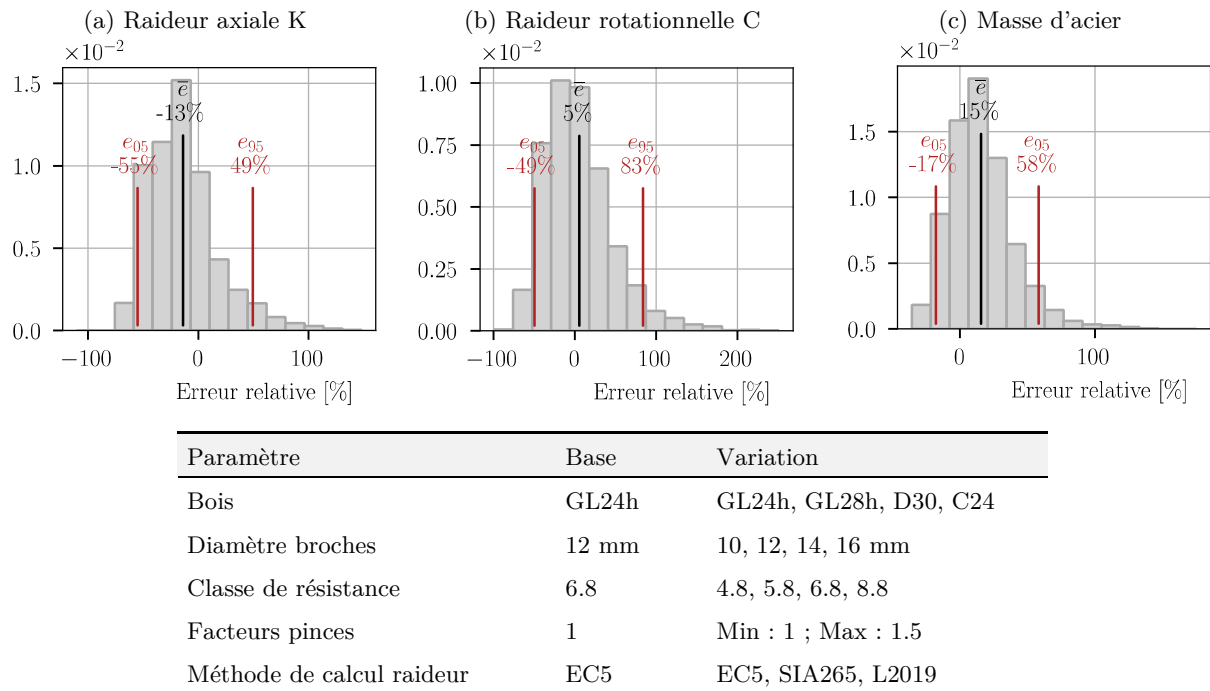 (a) Raideur axiale K
×10⁻²
1.5
1.0
0.5
0.0
−100
0
100
e̅
-13%
e₀₅
-55%
e₉₅
49%
Erreur relative [%]
(b) Raideur rotationnelle C
×10⁻²
1.00
0.75
0.50
0.25
0.00
−100
0
100
200
e̅
5%
e₀₅
-49%
e₉₅
83%
Erreur relative [%]
(c) Masse d'acier
×10⁻²
1.5
1.0
0.5
0.0
0
100
e̅
15%
e₀₅
-17%
e₉₅
58%
Erreur relative [%]
Paramètre Base Variation
Bois GL24h GL24h, GL28h, D30, C24
Diamètre broches 12 mm 10, 12, 14, 16 mm
Classe de résistance 6.8 4.8, 5.8, 6.8, 8.8
Facteurs pinces 1 Min : 1 ; Max : 1.5
Méthode de calcul raideur EC5 EC5, SIA265, L2019